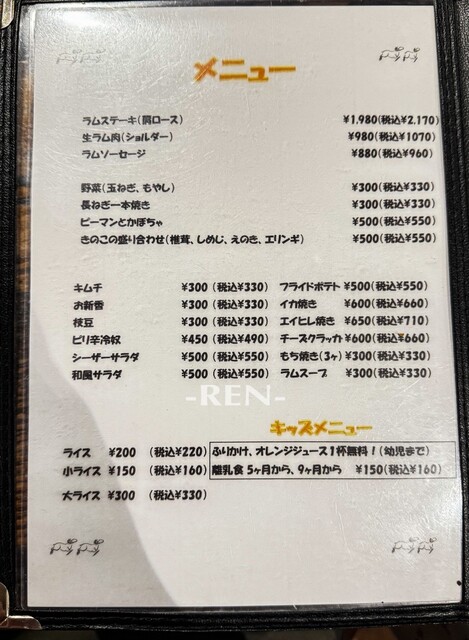 メニュー
ラムステーキ(肩ロース) ¥1,980(税込¥2,170)
生ラム肉(ショルダー) ¥980(税込¥1070)
ラムソーセージ ¥880(税込¥960)
野菜(玉ねぎ、もやし) ¥300(税込¥330)
長ねぎ一本焼き ¥300(税込¥330)
ピーマンとかぼちゃ ¥500(税込¥550)
きのこの盛り合わせ(椎茸、しめじ、えのき、エリンギ) ¥500(税込¥550)
キムチ ¥300(税込¥330) フライドポテト ¥500(税込¥550)
お新香 ¥300(税込¥330) イカ焼き ¥600(税込¥660)
枝豆 ¥300(税込¥330) エイヒレ焼き ¥650(税込¥710)
ピリ辛冷奴 ¥450(税込¥490) チーズクラッカ ¥600(税込¥660)
シーザーサラダ ¥500(税込¥550) もち焼き(3ヶ) ¥300(税込¥330)
和風サラダ ¥500(税込¥550) ラムスープ ¥300(税込¥330)
-REN-
キッズメニュー
ライス ¥200 (税込¥220) ふりかけ、オレンジジュース1杯無料!(幼児まで)
小ライス ¥150 (税込¥160) 離乳食 5ヶ月から、9ヶ月から ¥150(税込¥160)
大ライス ¥300 (税込¥330)